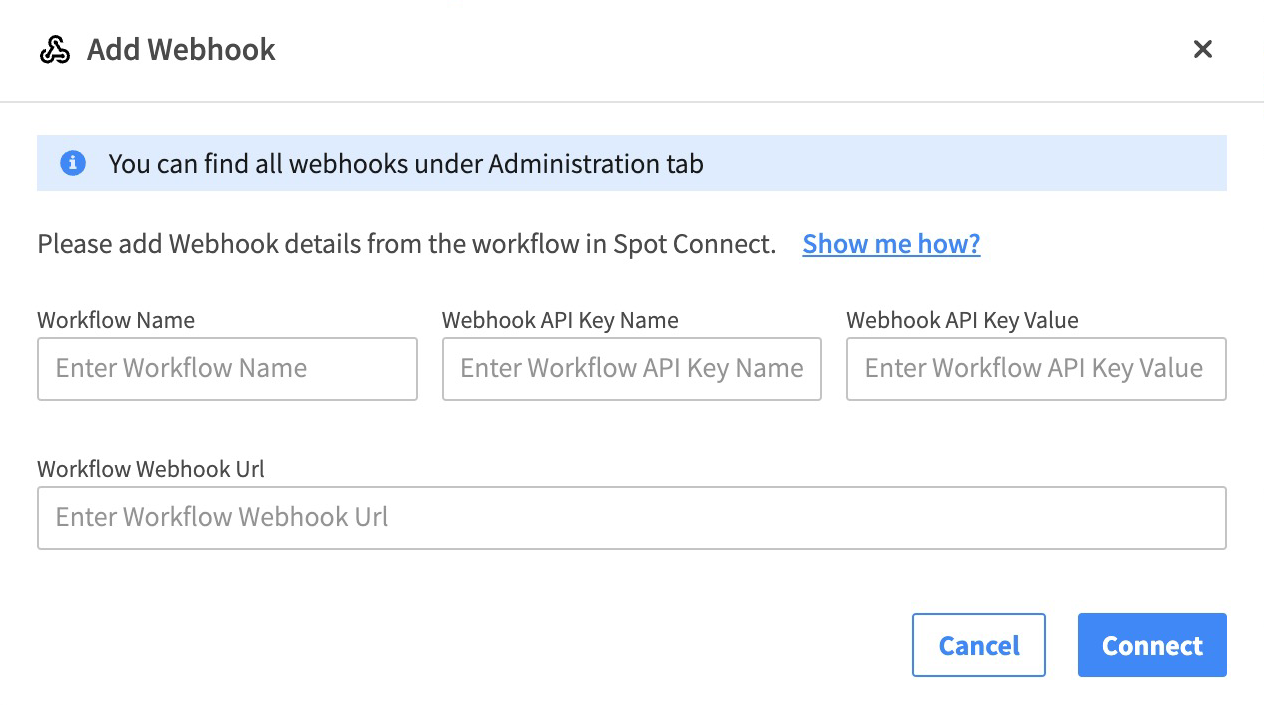 Add Webhook
You can find all webhooks under Administration tab
Please add Webhook details from the workflow in Spot Connect. Show me how?
Workflow Name Webhook API Key Name Webhook API Key Value
Enter Workflow Name Enter Workflow API Key Name Enter Workflow API Key Value
Workflow Webhook Url
Enter Workflow Webhook Url
Cancel Connect